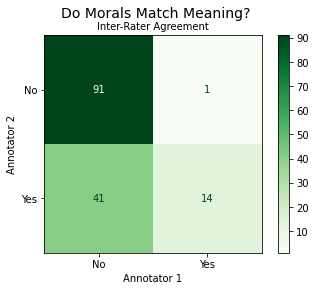 Do Morals Match Meaning?
Inter-Rater Agreement
Annotator 2
No
91
1
Yes
41
14
No
Yes
Annotator 1
90
80
70
60
50
40
30
20
10